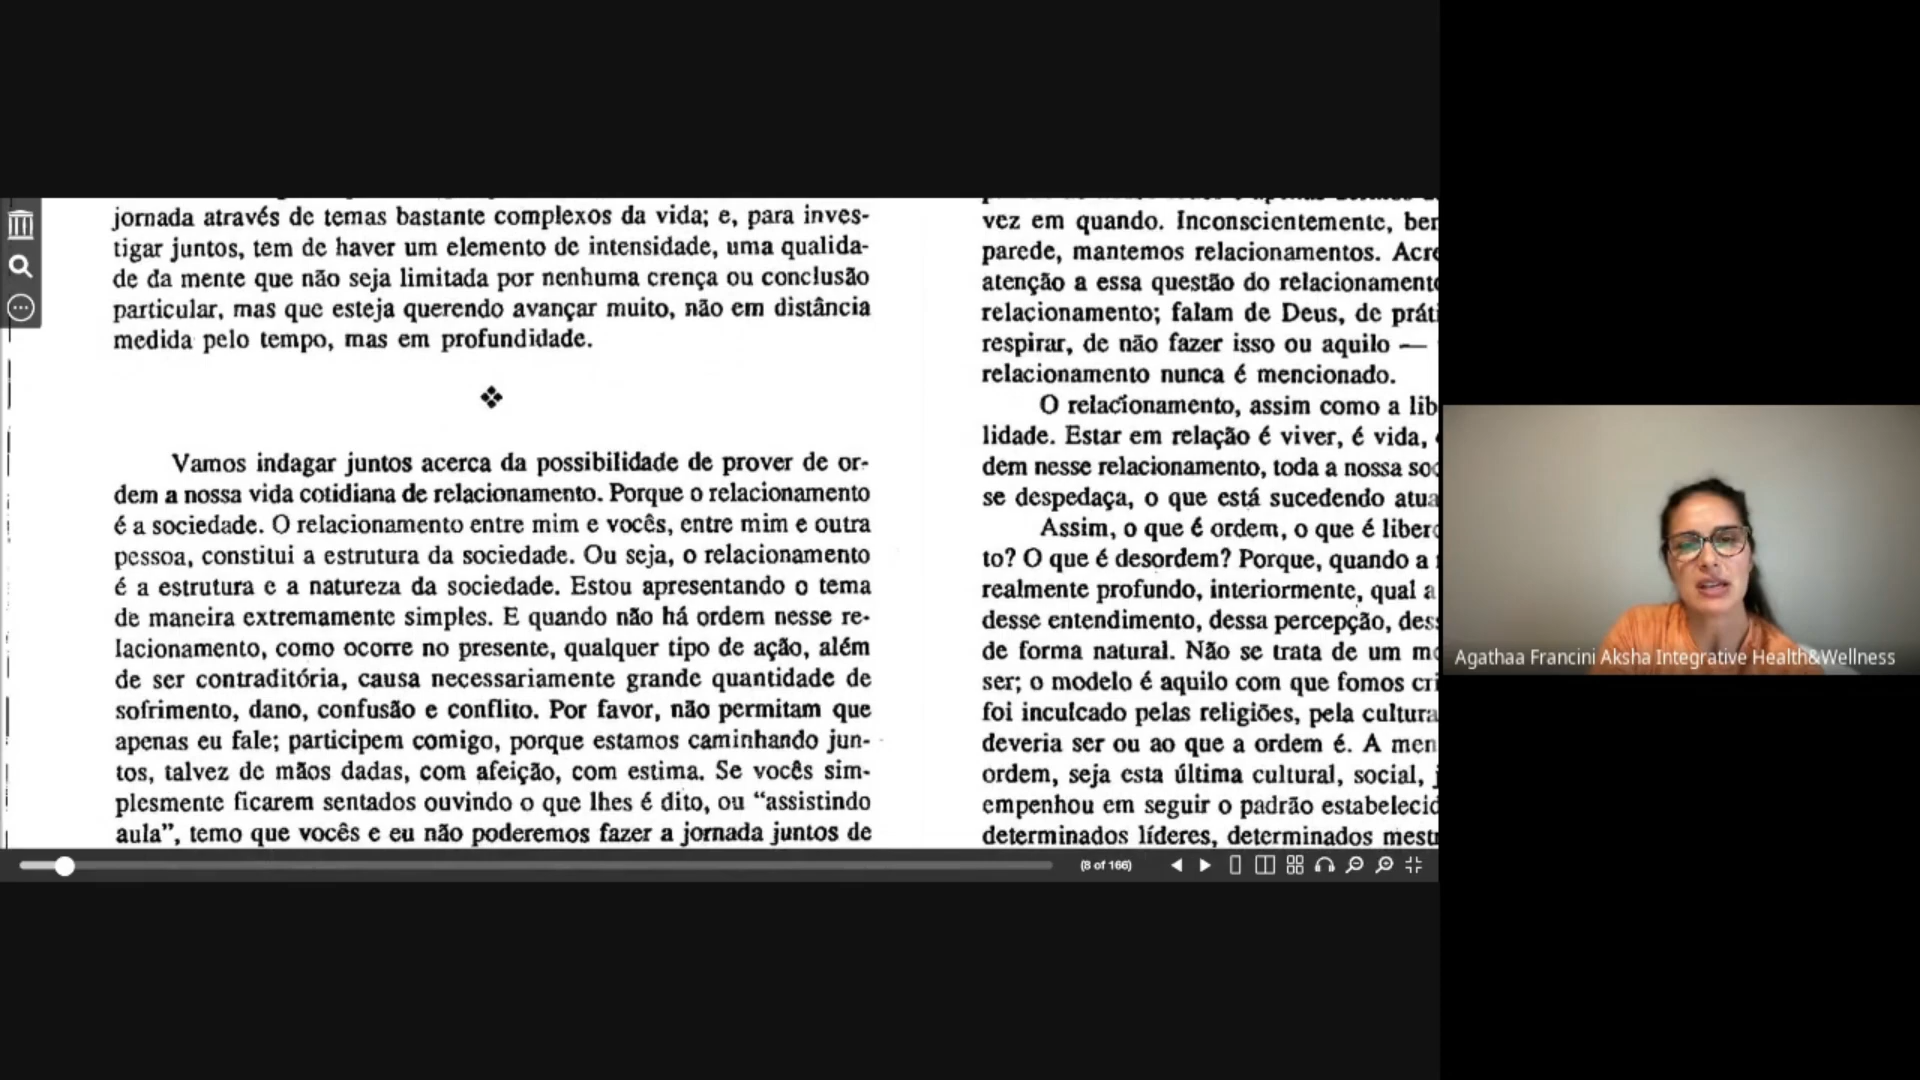 jornada através de temas bastante complexos da vida; e, para inves-
tigar juntos, tem de haver um elemento de intensidade, uma qualida-
de da mente que não seja limitada por nenhuma crença ou conclusão
particular, mas que esteja querendo avançar muito, não em distância
medida pelo tempo, mas em profundidade.
Vamos indagar juntos acerca da possibilidade de prover de or-
dem a nossa vida cotidiana de relacionamento. Porque o relacionamento
é a sociedade. O relacionamento entre mim e vocês, entre mim e outra
pessoa, constitui a estrutura da sociedade. Ou seja, o relacionamento
é a estrutura e a natureza da sociedade. Estou apresentando o tema
de maneira extremamente simples. E quando não há ordem nesse re-
lacionamento, como ocorre no presente, qualquer tipo de ação, além
de ser contraditória, causa necessariamente grande quantidade de
sofrimento, dano, confusão e conflito. Por favor, não permitam que
apenas eu fale; participem comigo, porque estamos caminhando jun-
tos, talvez de mãos dadas, com afeição, com estima. Se vocês sim-
plesmente ficarem sentados ouvindo o que lhes é dito, ou “assistindo
aula”, temo que vocês e eu não poderemos fazer a jornada juntos de
vez em quando. Inconscientemente,
parede, mantemos relacionamentos.
atenção a essa questão do relacionamento
relacionamento; falam de Deus, de
respirar, de não fazer isso ou aquilo —
relacionamento nunca é mencionado.
O relacionamento, assim como a
lidade. Estar em relação é viver, é vida,
dem nesse relacionamento, toda a nossa
se despedaça, o que está sucedendo
Assim, o que é ordem, o que é
to? O que é desordem? Porque, quando a
realmente profundo, interiormente, qual
desse entendimento, dessa percepção,
de forma natural. Não se trata de um
ser; o modelo é aquilo com que fomos
foi inculcado pelas religiões, pela cultura
deveria ser ou ao que a ordem é. A
ordem, seja esta última cultural, social,
empenhou em seguir o padrão
determinados líderes, determinados
(8 of 166)
Agathaa Francini Aksha Integrative Health&Wellness